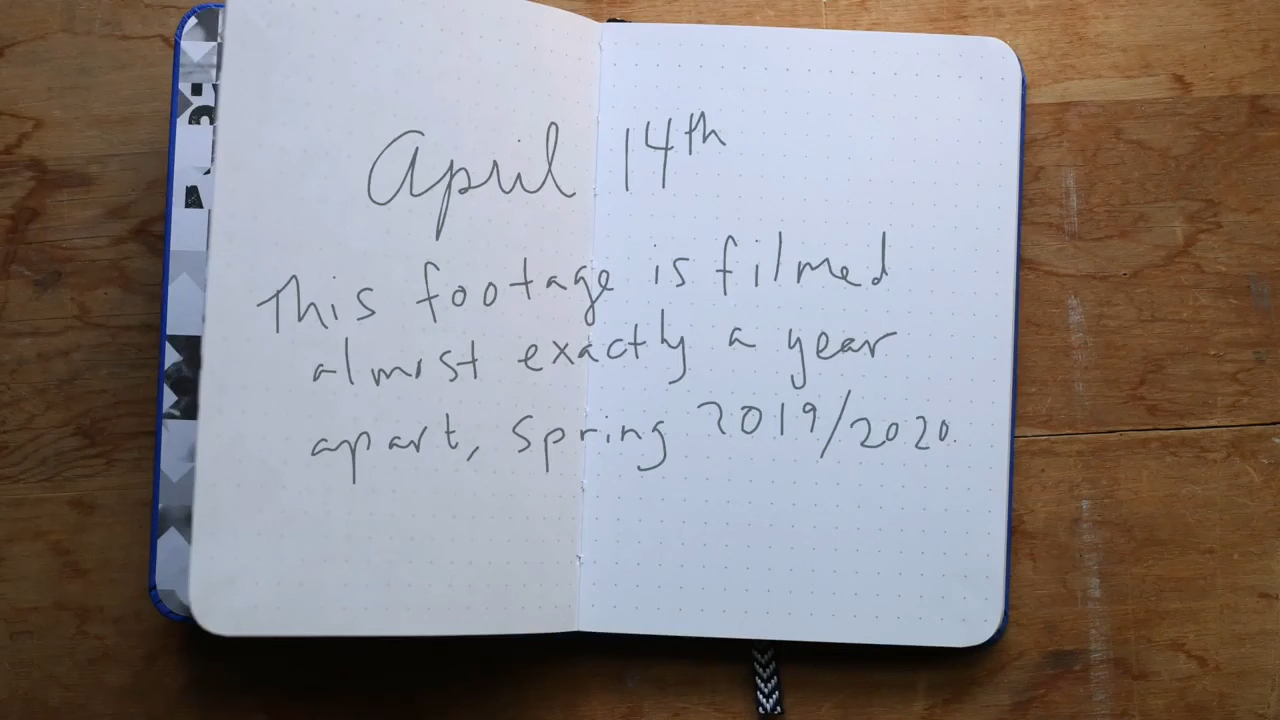 April 14th
This footage is filmed
almost exactly a year
apart, Spring 2019/2020.